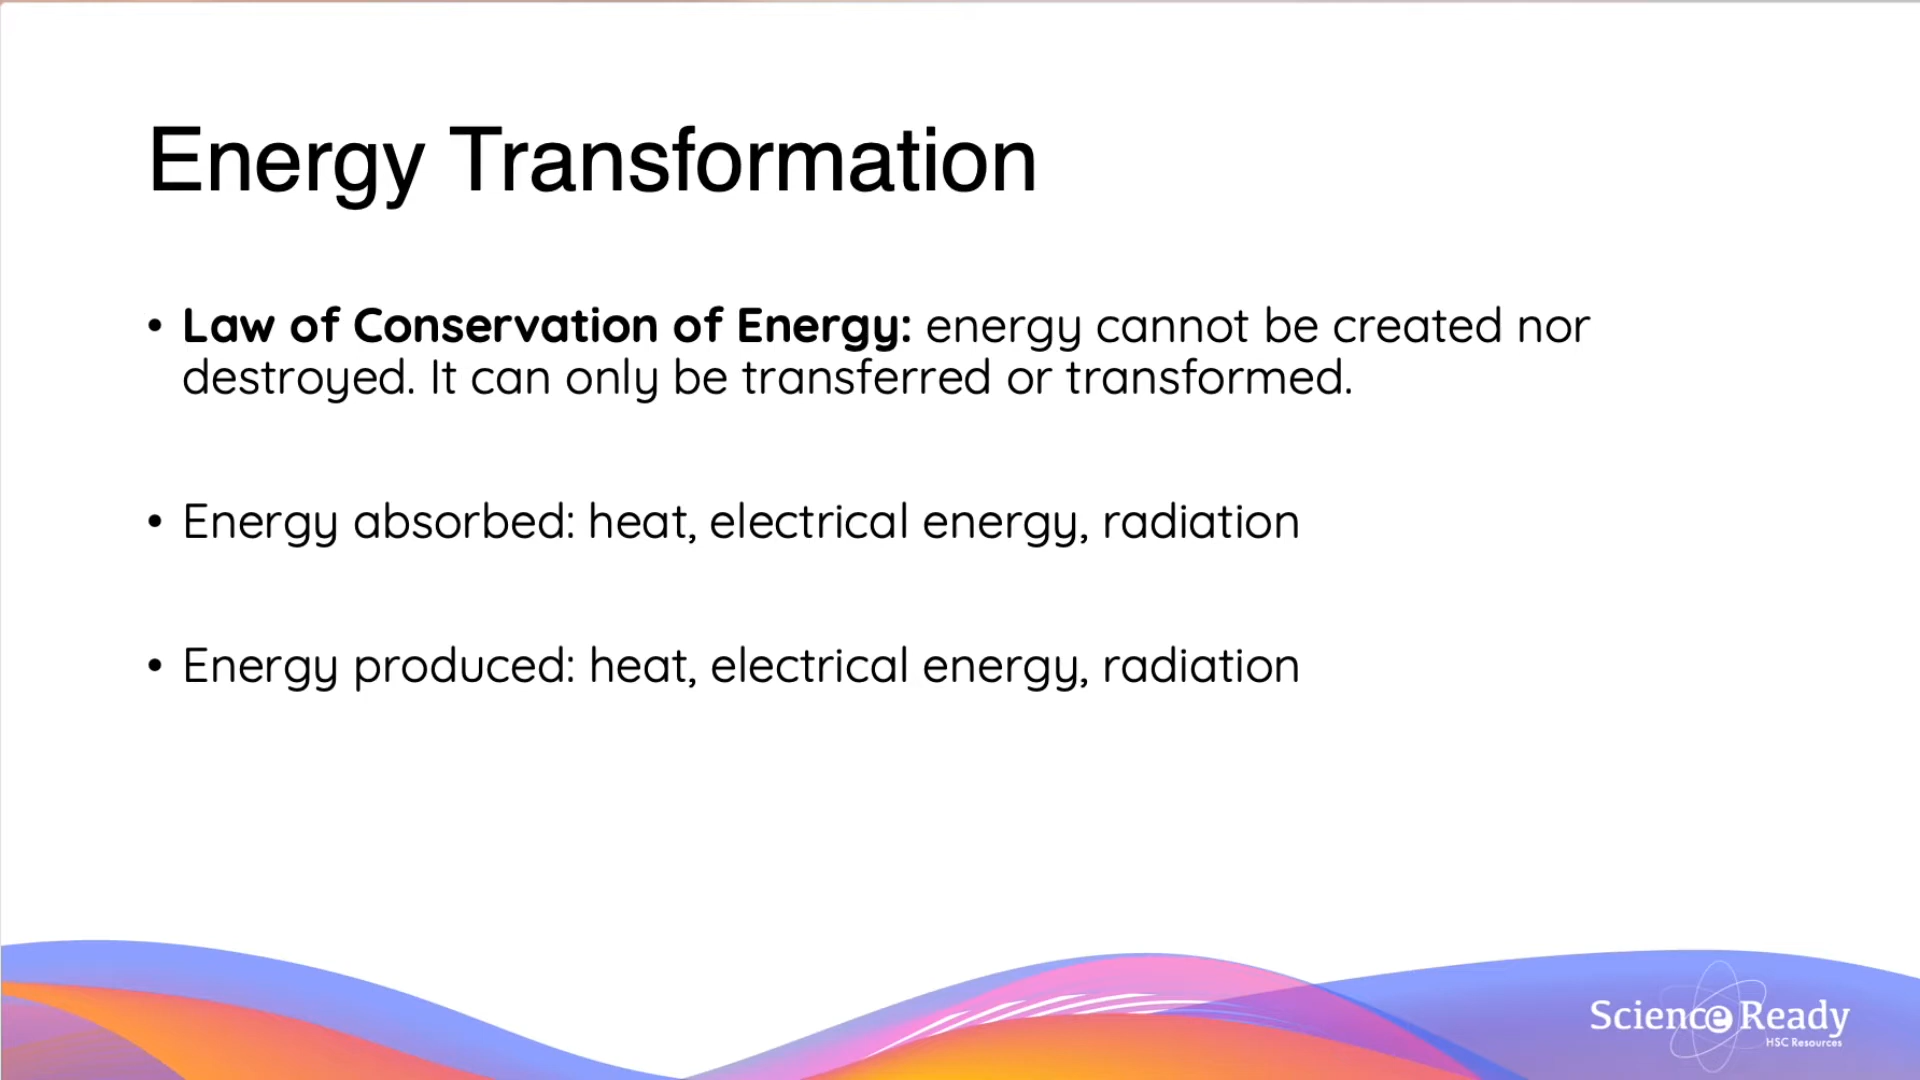 Energy Transformation
• Law of Conservation of Energy: energy cannot be created nor
destroyed. It can only be transferred or transformed.
• Energy absorbed: heat, electrical energy, radiation
• Energy produced: heat, electrical energy, radiation
Science Ready
HSC Resources